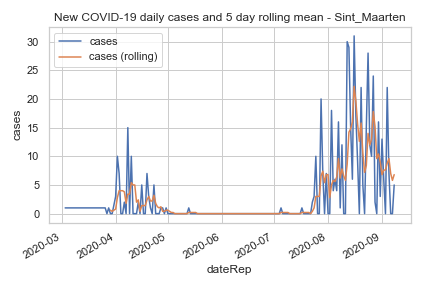 New COVID-19 daily cases and 5 day rolling mean - Sint_Maarten
cases
cases (rolling)
cases
30
25
20
15
10
5
0
2020-03
2020-04
2020-05
2020-06
2020-07
2020-08
2020-09
dateRep